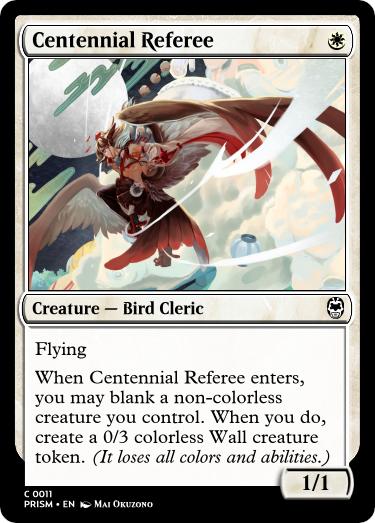 Centennial Referee
Creature — Bird Cleric
Flying
When Centennial Referee enters,
you may blank a non-colorless
creature you control. When you do,
create a 0/3 colorless Wall creature
token. (It loses all colors and abilities.)
1/1
C 0011
PRISM • EN Mai Okuzono